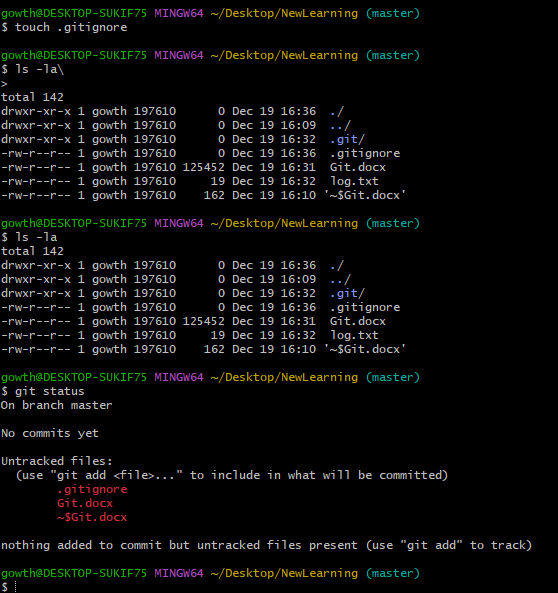 gowth@DESKTOP-SUKIF75 MINGW64 ~/Desktop/NewLearning (master)
$ touch .gitignore

gowth@DESKTOP-SUKIF75 MINGW64 ~/Desktop/NewLearning (master)
$ ls -la\
>
total 142
drwxr-xr-x 1 gowth 197610      0 Dec 19 16:36  ./
drwxr-xr-x 1 gowth 197610      0 Dec 19 16:09  ../
drwxr-xr-x 1 gowth 197610      0 Dec 19 16:32  .git/
-rw-r--r-- 1 gowth 197610      0 Dec 19 16:36  .gitignore
-rw-r--r-- 1 gowth 197610 125452 Dec 19 16:31  Git.docx
-rw-r--r-- 1 gowth 197610     19 Dec 19 16:32  log.txt
-rw-r--r-- 1 gowth 197610    162 Dec 19 16:10 '~$Git.docx'

gowth@DESKTOP-SUKIF75 MINGW64 ~/Desktop/NewLearning (master)
$ ls -la
total 142
drwxr-xr-x 1 gowth 197610      0 Dec 19 16:36  ./
drwxr-xr-x 1 gowth 197610      0 Dec 19 16:09  ../
drwxr-xr-x 1 gowth 197610      0 Dec 19 16:32  .git/
-rw-r--r-- 1 gowth 197610      0 Dec 19 16:36  .gitignore
-rw-r--r-- 1 gowth 197610 125452 Dec 19 16:31  Git.docx
-rw-r--r-- 1 gowth 197610     19 Dec 19 16:32  log.txt
-rw-r--r-- 1 gowth 197610    162 Dec 19 16:10 '~$Git.docx'

gowth@DESKTOP-SUKIF75 MINGW64 ~/Desktop/NewLearning (master)
$ git status
On branch master

No commits yet

Untracked files:
  (use "git add <file>..." to include in what will be committed)
        .gitignore
        Git.docx
        ~$Git.docx

nothing added to commit but untracked files present (use "git add" to track)

gowth@DESKTOP-SUKIF75 MINGW64 ~/Desktop/NewLearning (master)
$